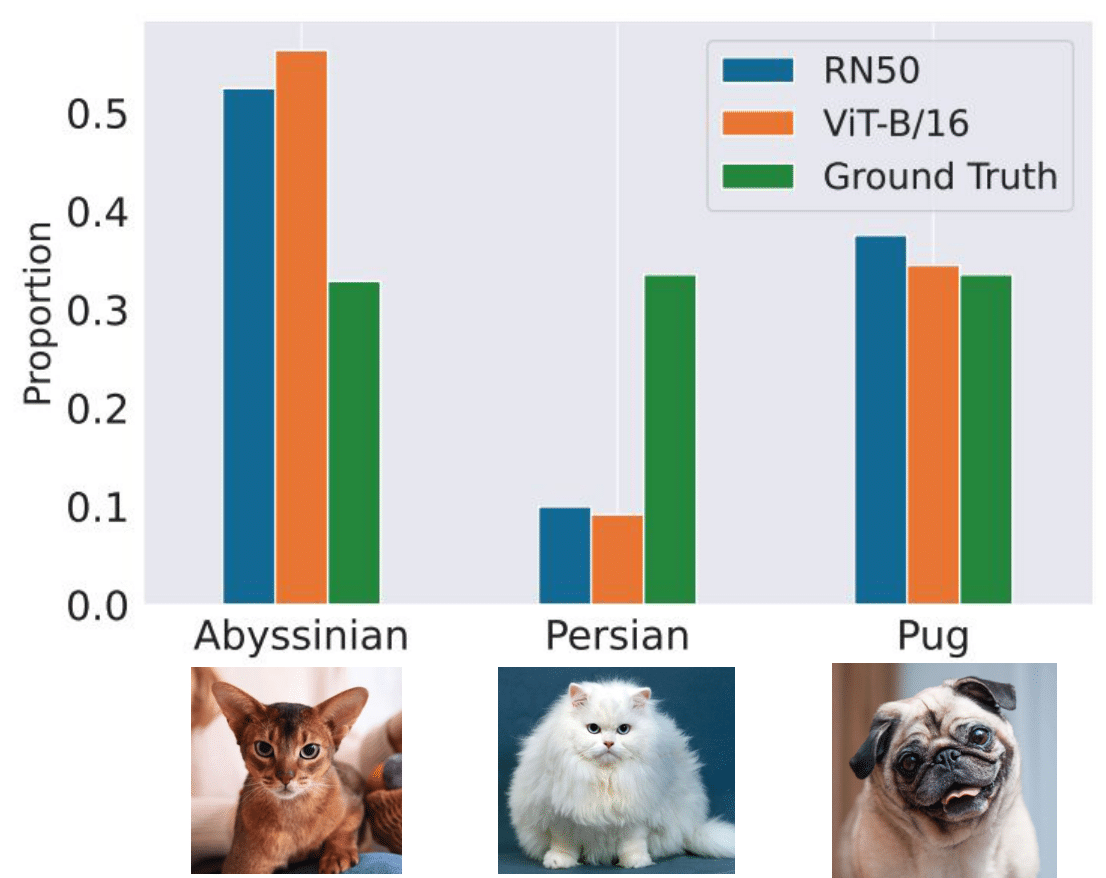 Proportion
0.5
0.4
0.3
0.2
0.1
0.0
RN50
ViT-B/16
Ground Truth
Abyssinian
Persian
Pug